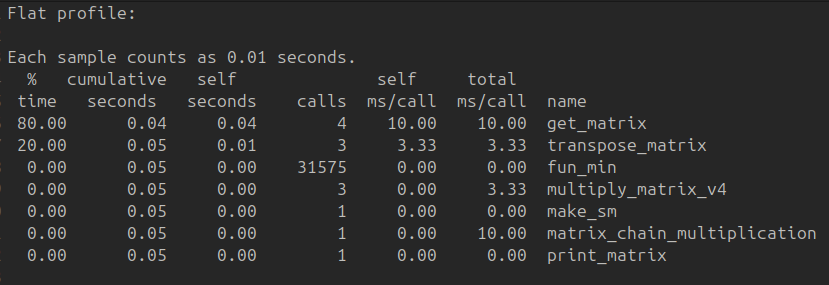 Flat profile:
Each sample counts as 0.01 seconds.
  %   cumulative   self              self     total
 time   seconds   seconds    calls  ms/call  ms/call  name
 80.00      0.04     0.04        4    10.00    10.00  get_matrix
 20.00      0.05     0.01        3     3.33     3.33  transpose_matrix
  0.00      0.05     0.00    31575     0.00     0.00  fun_min
  0.00      0.05     0.00        3     0.00     3.33  multiply_matrix_v4
  0.00      0.05     0.00        1     0.00     0.00  make_sm
  0.00      0.05     0.00        1     0.00    10.00  matrix_chain_multiplication
  0.00      0.05     0.00        1     0.00     0.00  print_matrix